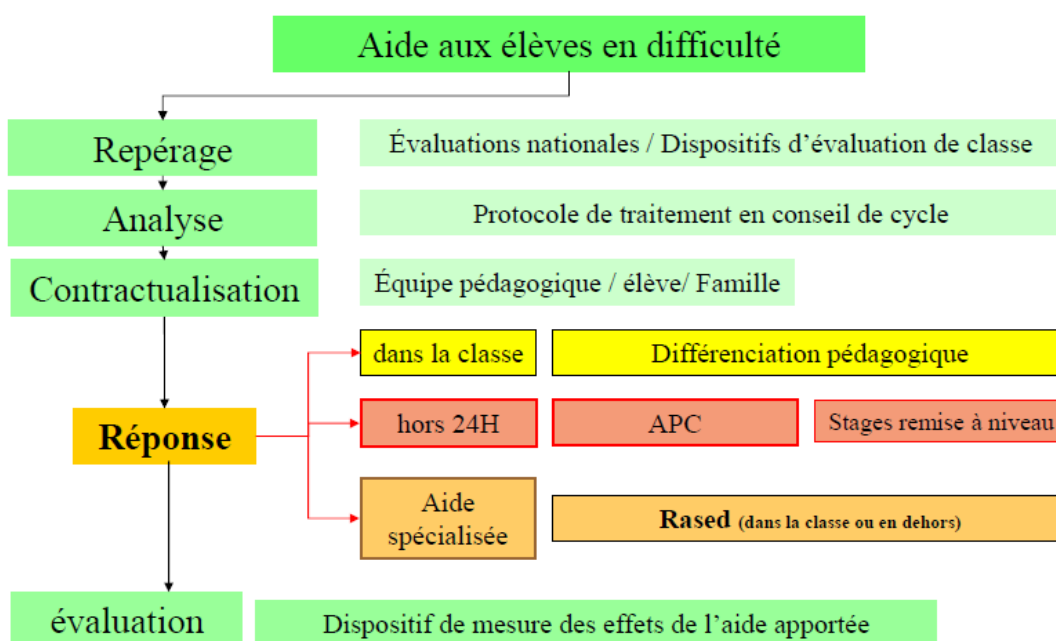 Aide aux élèves en difficulté
Repérage
Évaluations nationales / Dispositifs d'évaluation de classe
Analyse
Protocole de traitement en conseil de cycle
Contractualisation
Équipe pédagogique / élève/ Famille
dans la classe
Différenciation pédagogique
Réponse
hors 24H
APC
Stages remise à niveau
Aide
spécialisée
Rased (dans la classe ou en dehors)
évaluation
Dispositif de mesure des effets de l'aide apportée